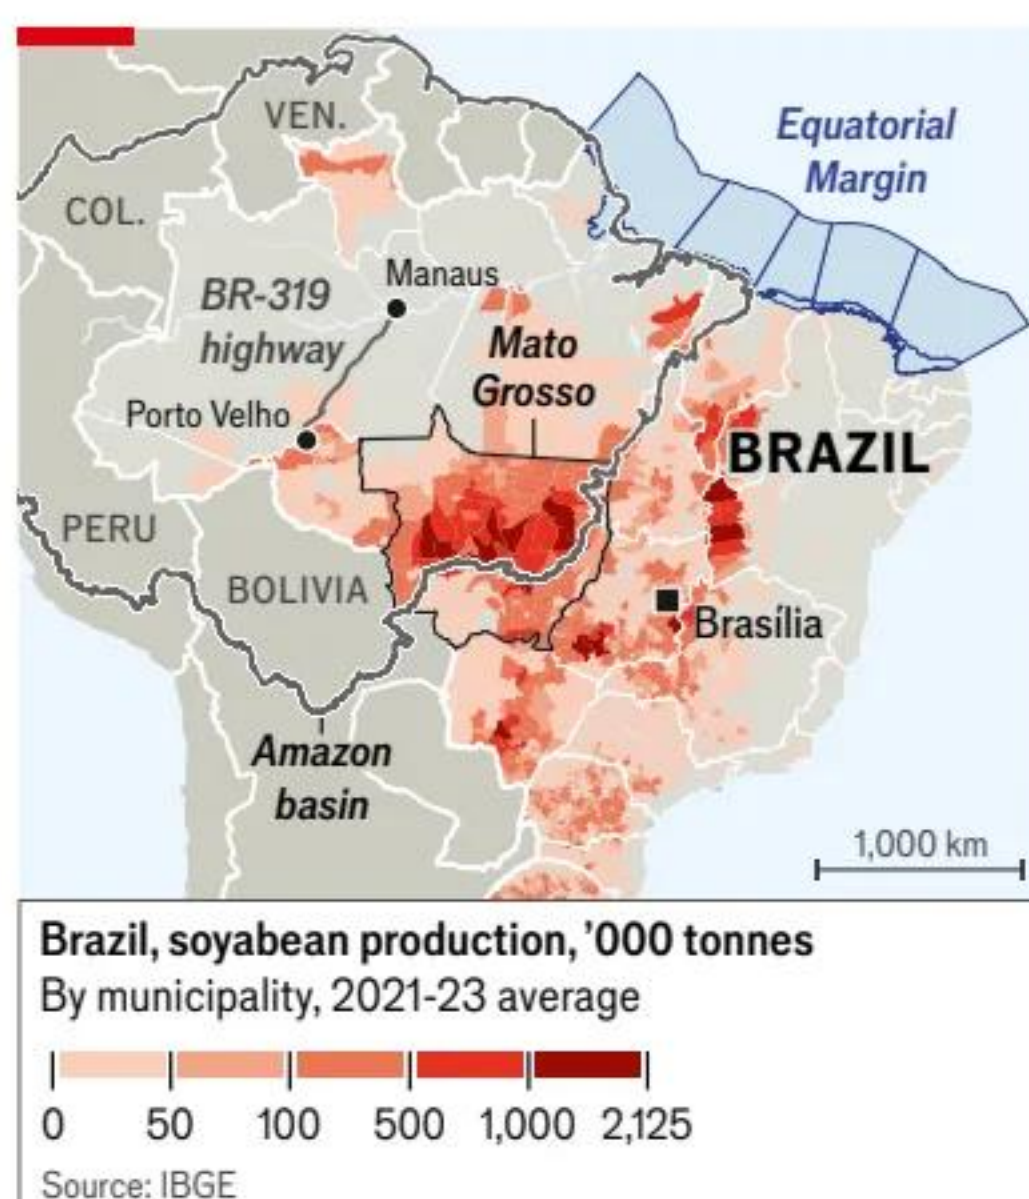 VEN.
Equatorial
Margin
COL.
BR-319
highway
Manaus
Mato
Grosso
Porto Velho
BRAZIL
PERU
BOLIVIA
Brasília
Amazon
basin
1,000 km
Brazil, soyabean production, ’000 tonnes
By municipality, 2021-23 average
0 50 100 500 1,000 2,125
Source: IBGE